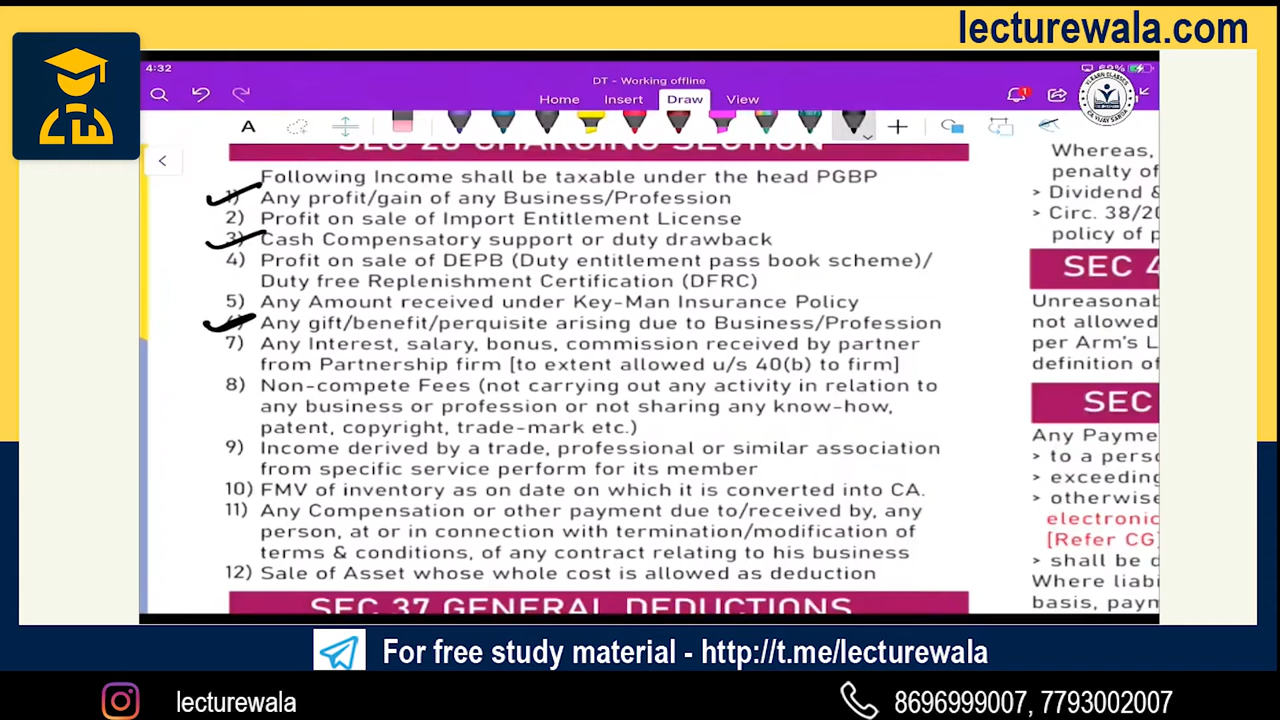 lecturewala.com
4:32
DT - Working offline
69%
Home Insert Draw View
SEC 28 CHARGING SECTION
Following Income shall be taxable under the head PGBP
1) Any profit/gain of any Business/Profession
2) Profit on sale of Import Entitlement License
3) Cash Compensatory support or duty drawback
4) Profit on sale of DEPB (Duty entitlement pass book scheme)/
Duty free Replenishment Certification (DFRC)
5) Any Amount received under Key-Man Insurance Policy
6) Any gift/benefit/perquisite arising due to Business/Profession
7) Any Interest, salary, bonus, commission received by partner
from Partnership firm [to extent allowed u/s 40(b) to firm]
8) Non-compete Fees (not carrying out any activity in relation to
any business or profession or not sharing any know-how,
patent, copyright, trade-mark etc.)
9) Income derived by a trade, professional or similar association
from specific service perform for its member
10) FMV of inventory as on date on which it is converted into CA.
11) Any Compensation or other payment due to/received by, any
person, at or in connection with termination/modification of
terms & conditions, of any contract relating to his business
12) Sale of Asset whose whole cost is allowed as deduction
SEC 37 GENERAL DEDUCTIONS
Whereas,
penalty of
> Dividend &
> Circ. 38/20
policy of p
SEC 4
Unreasonab
not allowed
per Arm's L
definition of
SEC
Any Payme
> to a perso
> exceeding
> otherwise
electronic
[Refer CG]
> shall be d
Where liabi
basis, paym
For free study material - http://t.me/lecturewala
lecturewala
8696999007, 7793002007